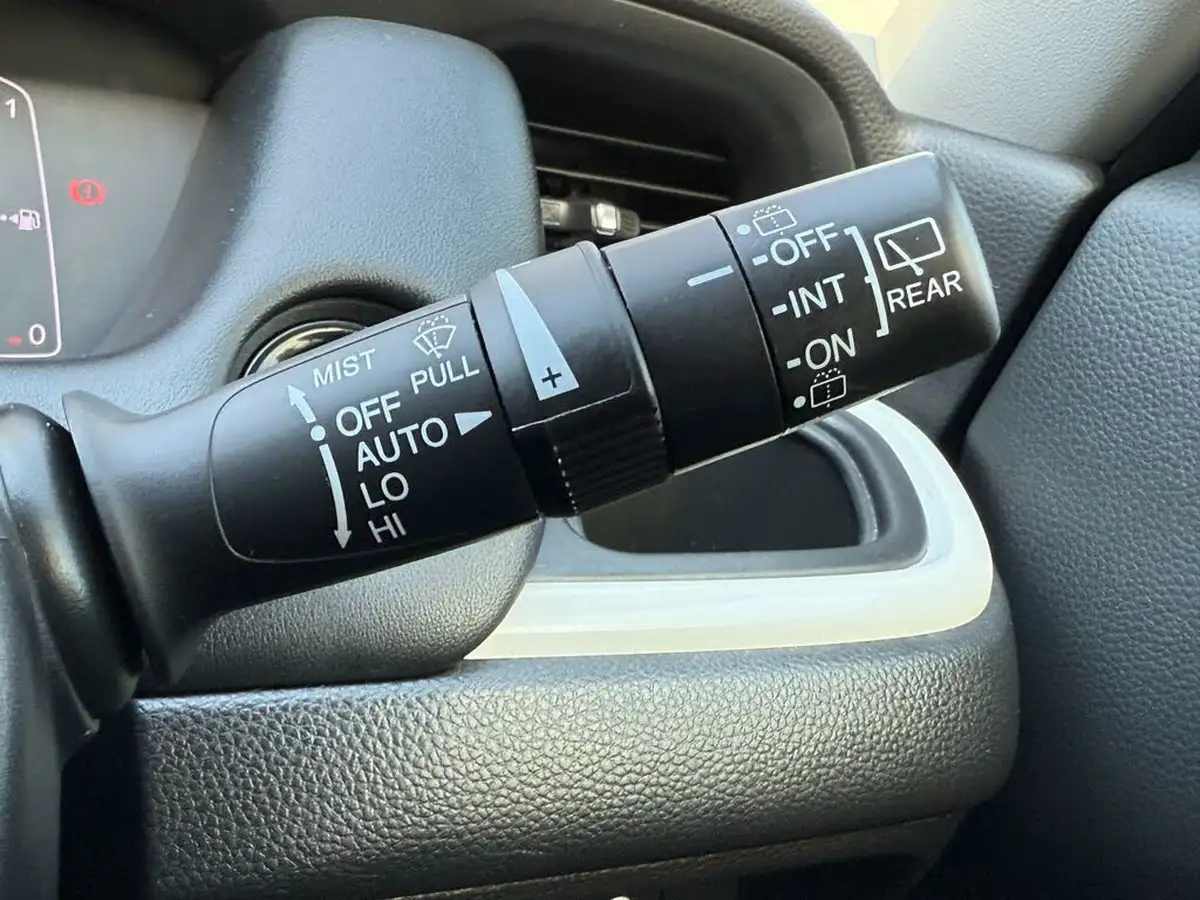 1
0
MIST
PULL
OFF
AUTO
LO
HI
+
-OFF
-INT
-ON
REAR